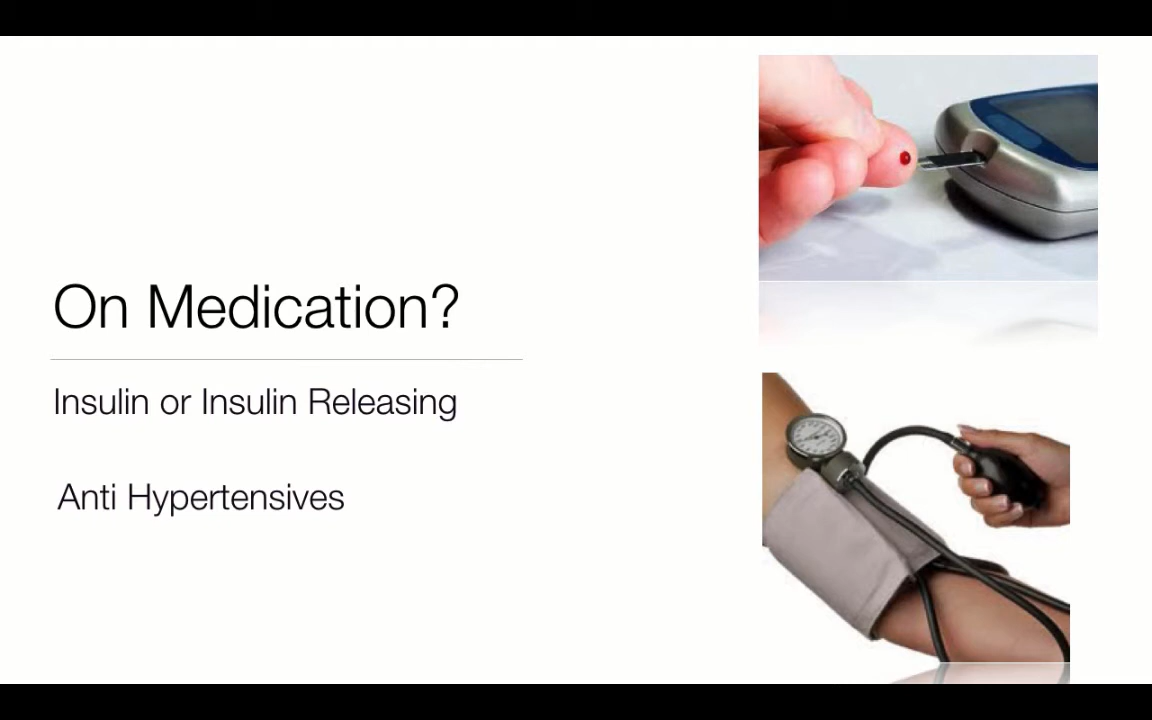 On Medication?
Insulin or Insulin Releasing
Anti Hypertensives